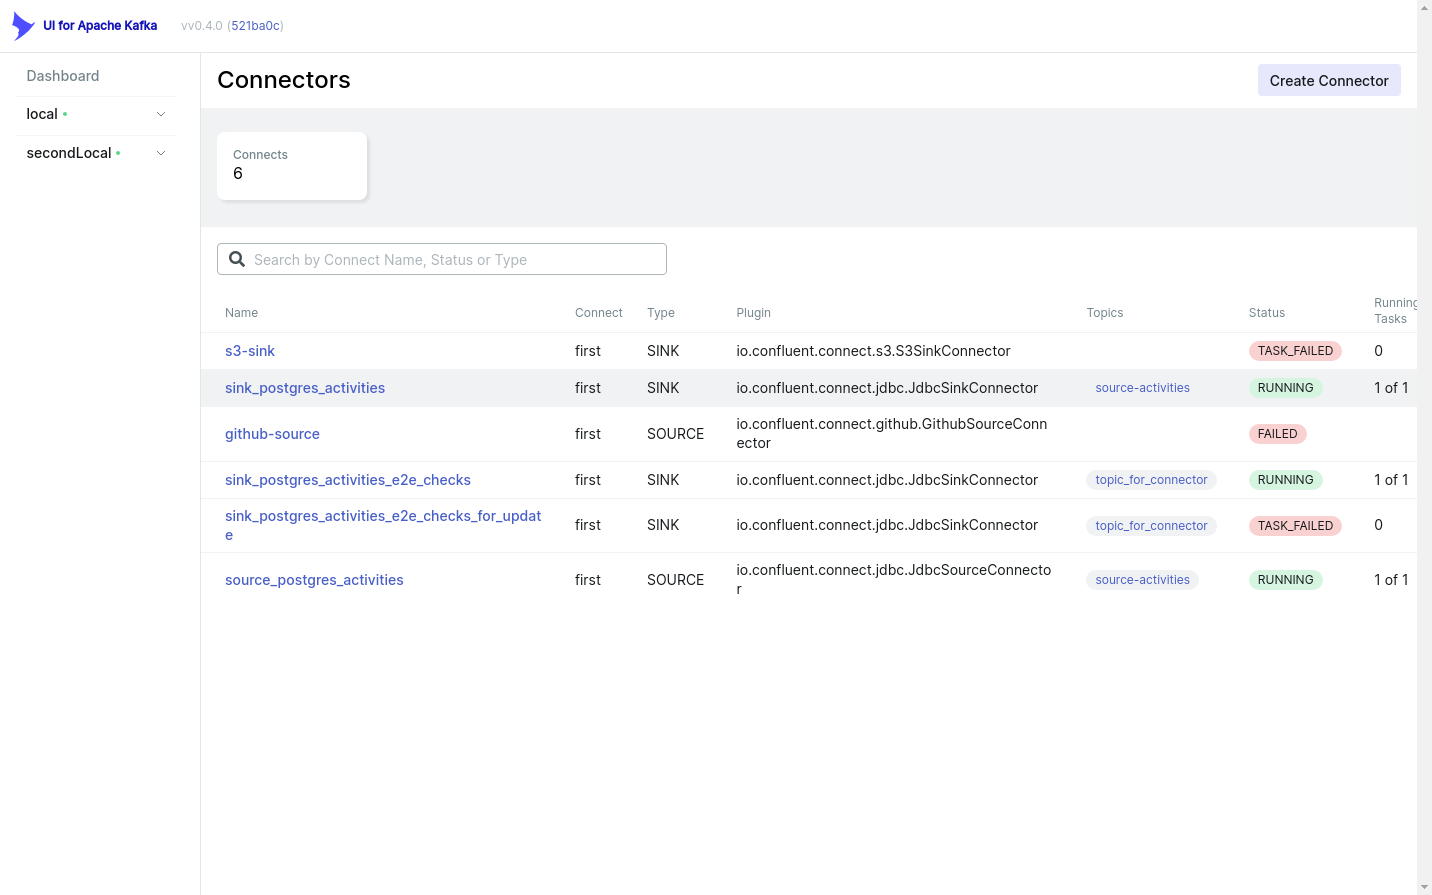 UI for Apache Kafka vv0.4.0 (521ba0c)
Dashboard
local
secondLocal
Connectors
Create Connector
Connects
6
Search by Connect Name, Status or Type
Name Connect Type Plugin Topics Status Running
Tasks
s3-sink first SINK io.confluent.connect.s3.S3SinkConnector TASK_FAILED 0
sink_postgres_activities first SINK io.confluent.connect.jdbc.JdbcSinkConnector source-activities RUNNING 1 of 1
github-source first SOURCE io.confluent.connect.github.GithubSourceConn
ector FAILED
sink_postgres_activities_e2e_checks first SINK io.confluent.connect.jdbc.JdbcSinkConnector topic_for_connector RUNNING 1 of 1
sink_postgres_activities_e2e_checks_for_updat
e first SINK io.confluent.connect.jdbc.JdbcSinkConnector topic_for_connector TASK_FAILED 0
source_postgres_activities first SOURCE io.confluent.connect.jdbc.JdbcSourceConnecto
r source-activities RUNNING 1 of 1